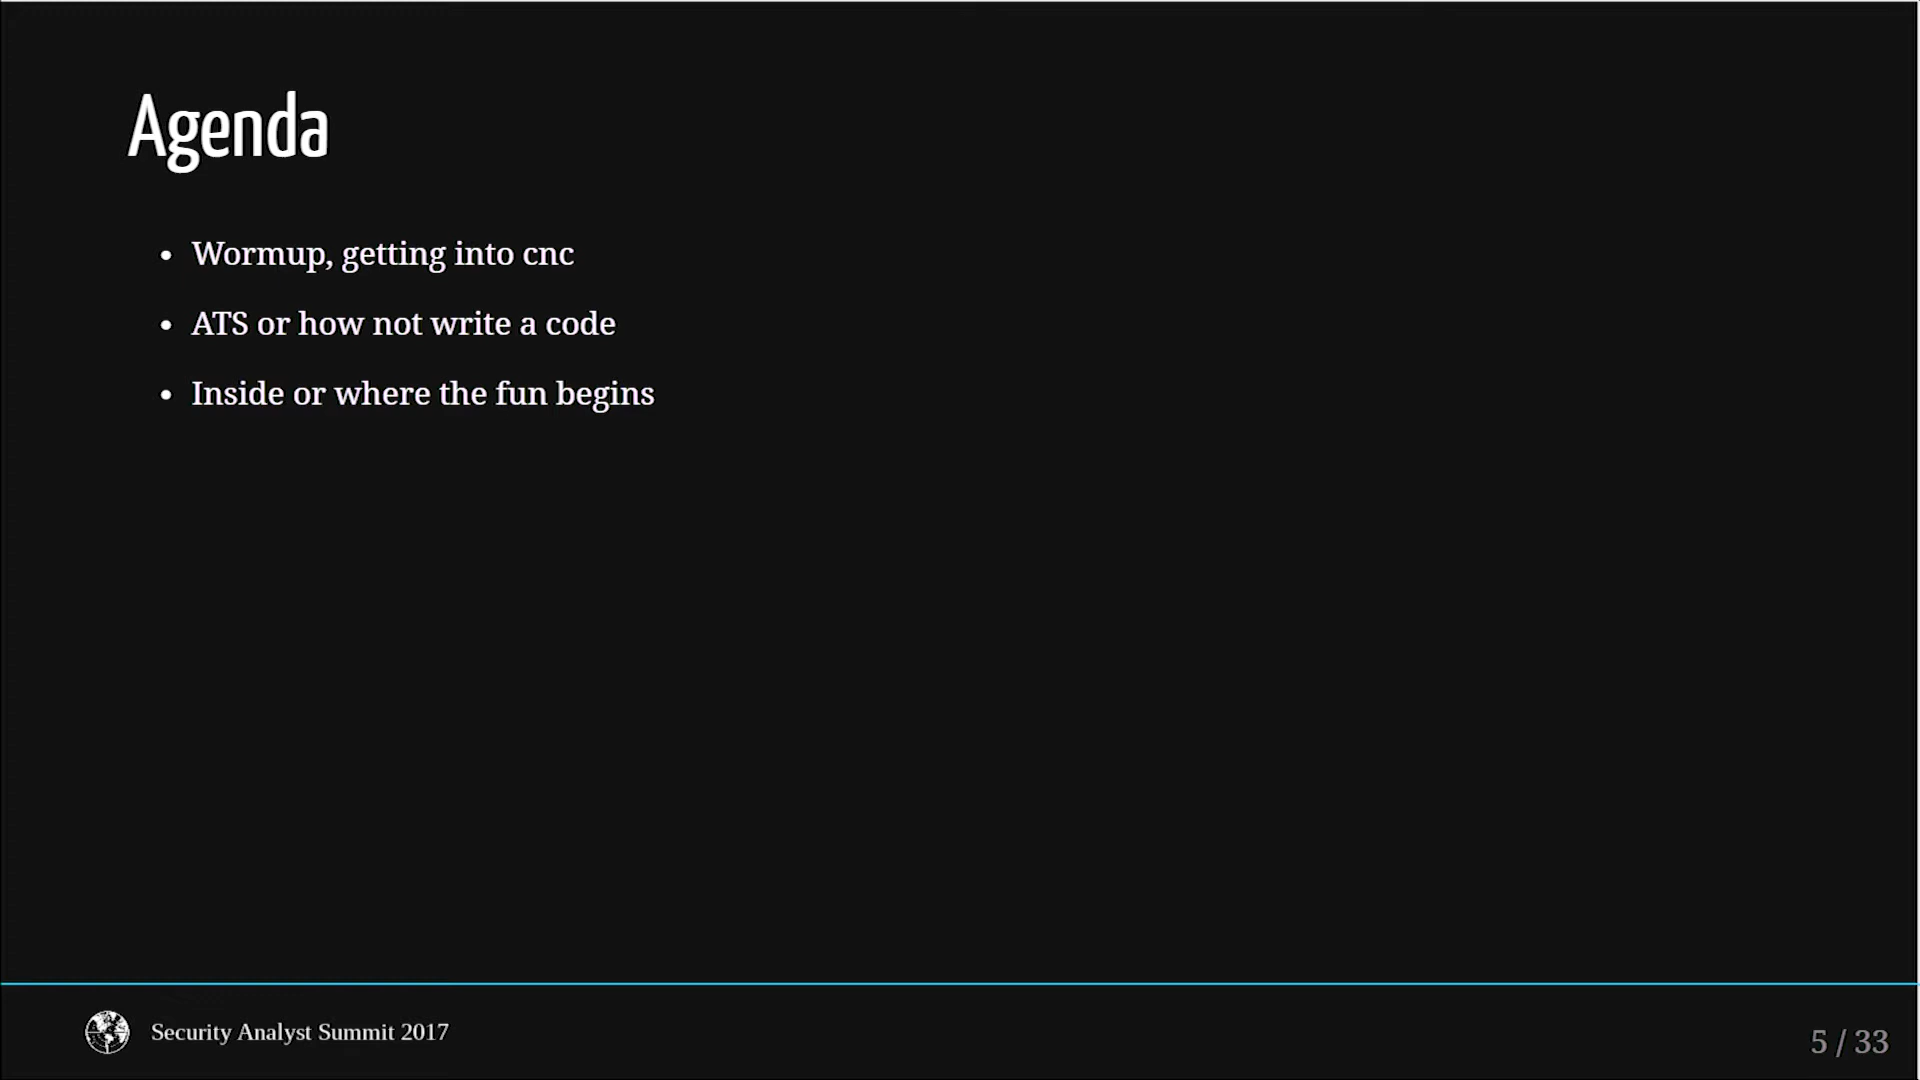 Agenda
• Wormup, getting into cnc
• ATS or how not write a code
• Inside or where the fun begins
Security Analyst Summit 2017
5 / 33